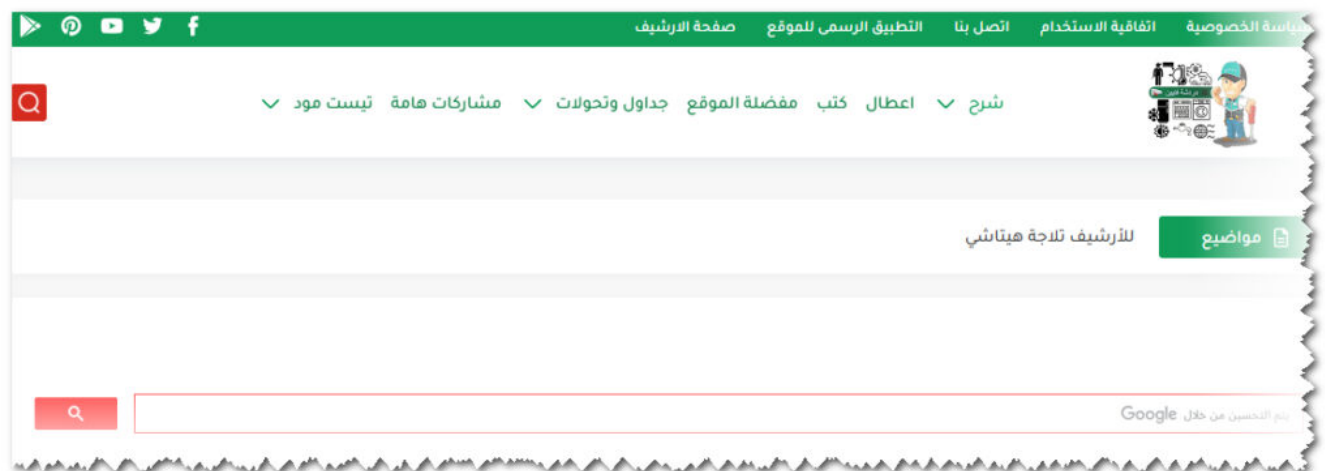 سياسة الخصوصية اتفاقية الاستخدام اتصل بنا التطبيق الرسمى للموقع صفحة الارشيف
شرح اعطال كتب مفضلة الموقع جداول وتحولات مشاركات هامة تيست مود
مواضيع للأرشيف ثلاجة هيتاشي
يتم التحسين من خلال Google